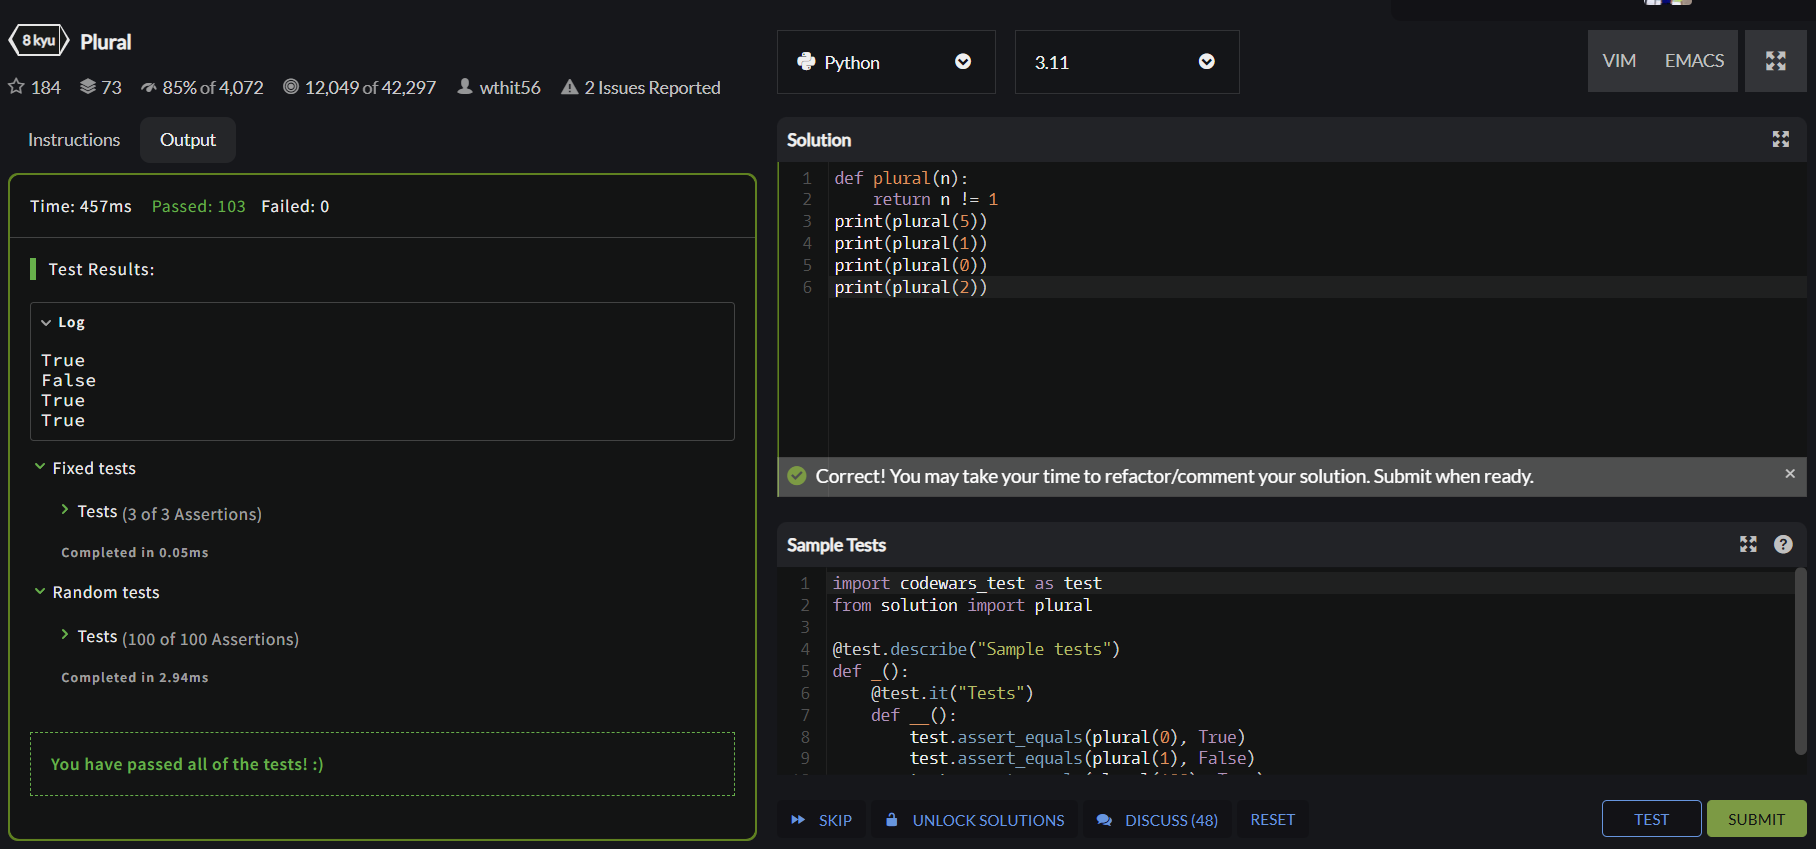 8 kyu Plural
184 73 85% of 4,072 12,049 of 42,297 wthit56 2 Issues Reported
Instructions Output
Time: 457ms Passed: 103 Failed: 0
Test Results:
Log
True
False
True
True
Fixed tests
Tests (3 of 3 Assertions)
Completed in 0.05ms
Random tests
Tests (100 of 100 Assertions)
Completed in 2.94ms
You have passed all of the tests! :)
Python 3.11 VIM EMACS
Solution
1 def plural(n):
2     return n != 1
3 print(plural(5))
4 print(plural(1))
5 print(plural(0))
6 print(plural(2))
Correct! You may take your time to refactor/comment your solution. Submit when ready.
Sample Tests
1 import codewars_test as test
2 from solution import plural
3
4 @test.describe("Sample tests")
5 def _():
6     @test.it("Tests")
7     def __():
8         test.assert_equals(plural(0), True)
9         test.assert_equals(plural(1), False)
SKIP UNLOCK SOLUTIONS DISCUSS (48) RESET TEST SUBMIT